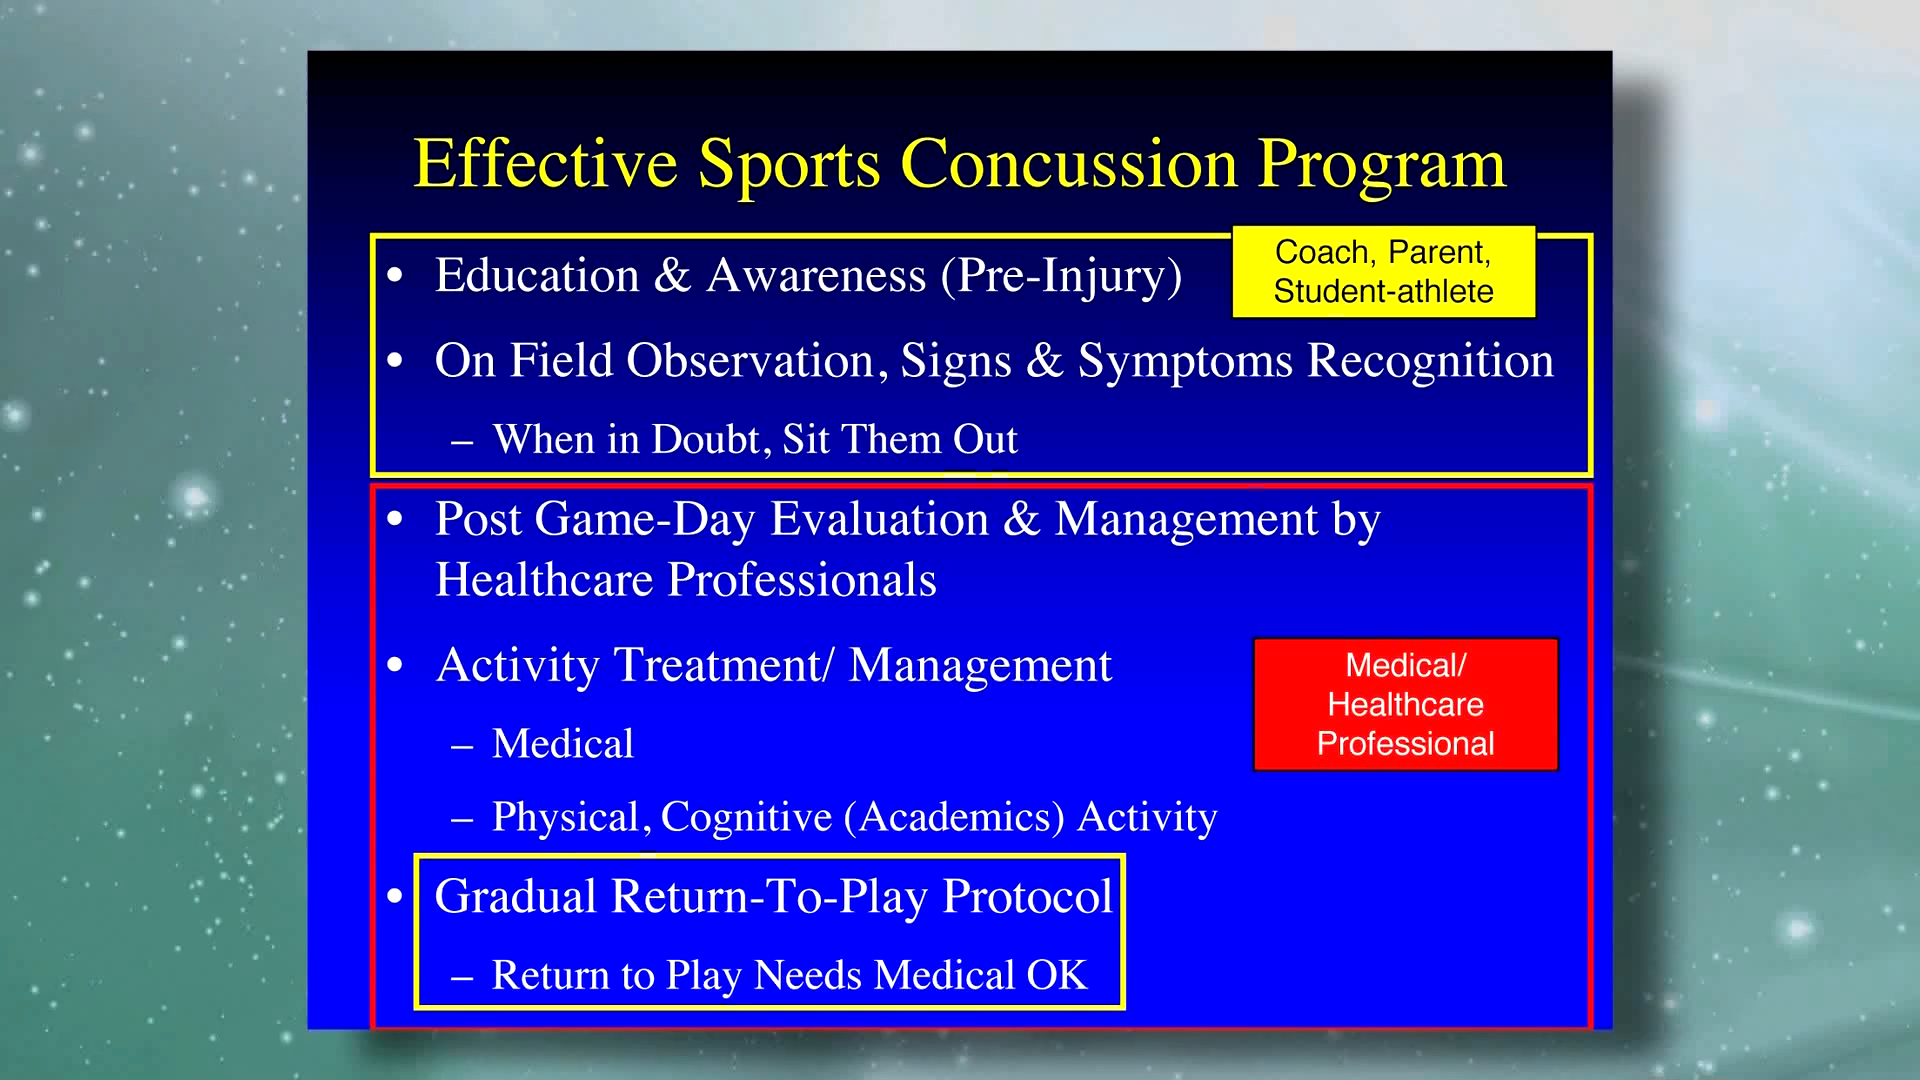 Effective Sports Concussion Program
• Education & Awareness (Pre-Injury)
Coach, Parent,
Student-athlete
• On Field Observation, Signs & Symptoms Recognition
– When in Doubt, Sit Them Out
• Post Game-Day Evaluation & Management by
Healthcare Professionals
• Activity Treatment/ Management
Medical/
Healthcare
Professional
– Medical
– Physical, Cognitive (Academics) Activity
• Gradual Return-To-Play Protocol
– Return to Play Needs Medical OK